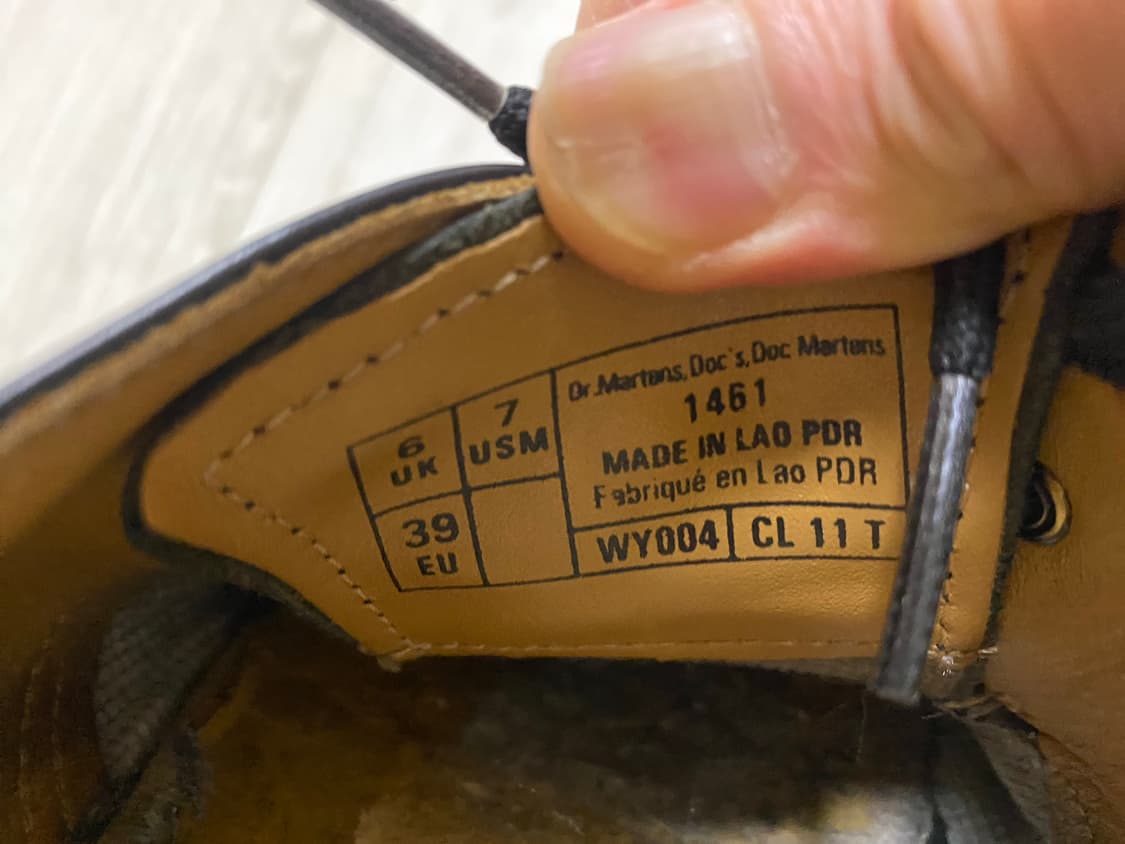 6
UK
7
USM
39
EU
Dr.Martens, Doc's, Doc Martens
1461
MADE IN LAO PDR
Fabriqué en Lao PDR
WY004
CL 11 T